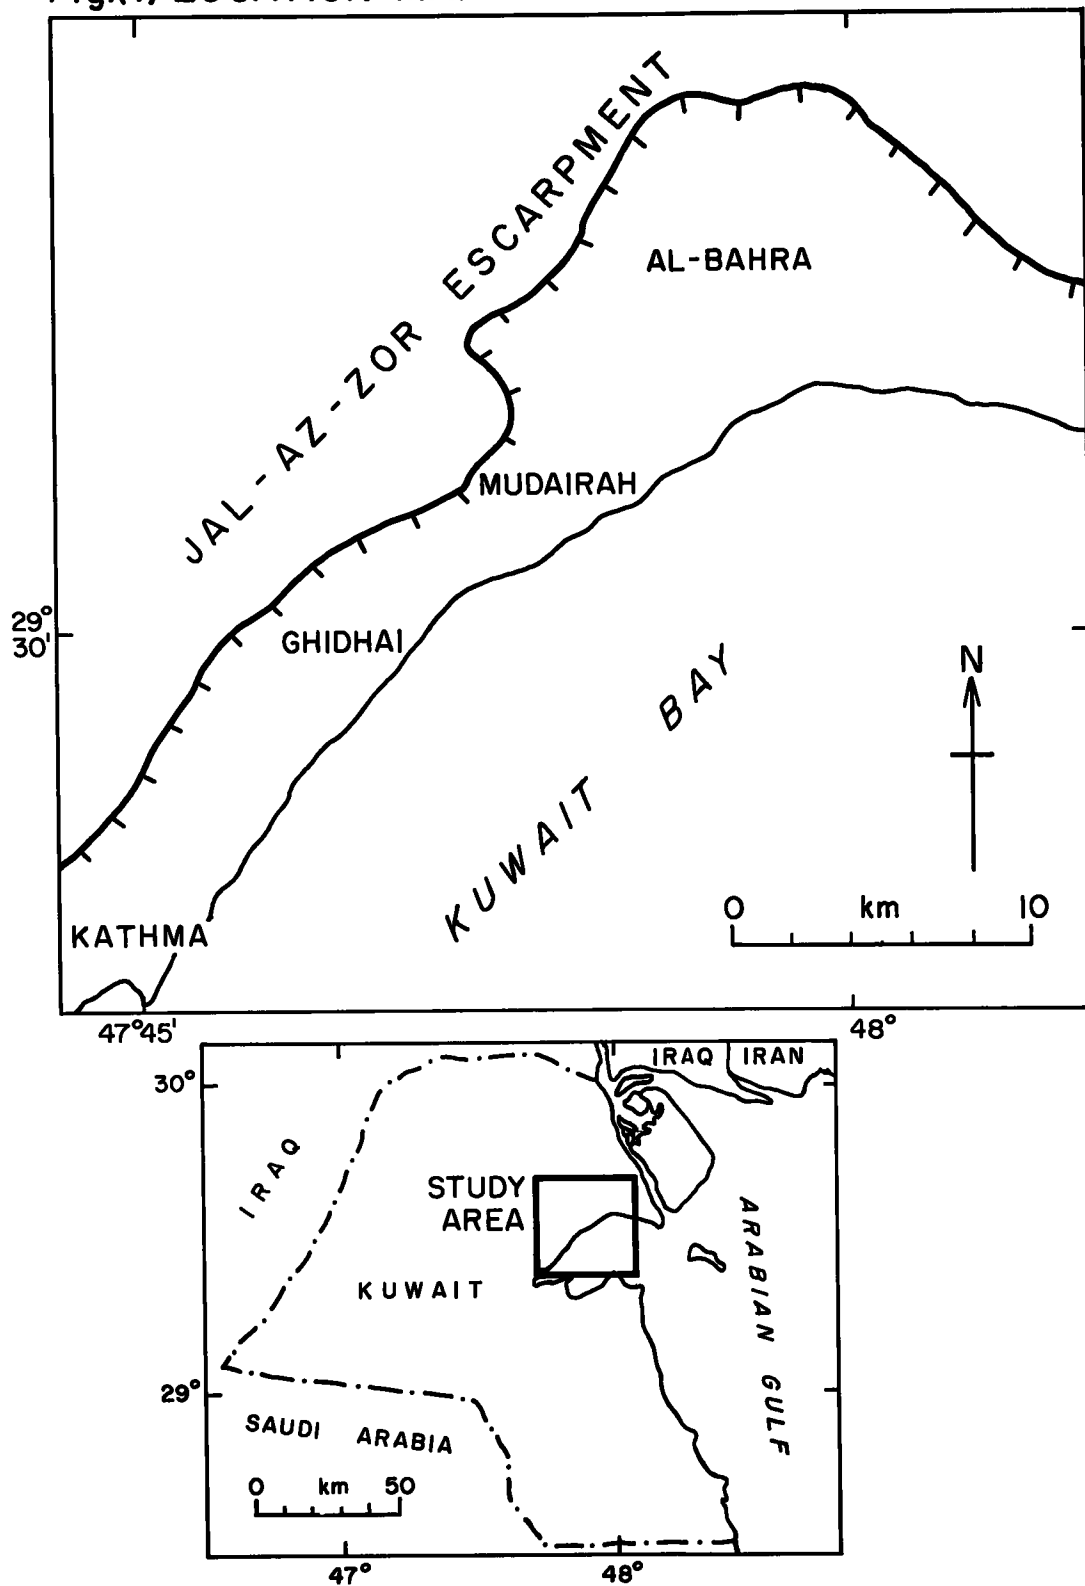 JAL-AZ-ZOR ESCARPMENT
AL-BAHRA
MUDAIRAH
29°
30'
GHIDHAI
KUWAIT BAY
N
0 km 10
KATHMA
47°45'
48°
IRAQ
IRAN
30°
IRAQ
STUDY
AREA
KUWAIT
ARABIAN GULF
29°
SAUDI ARABIA
0 km 50
47°
48°